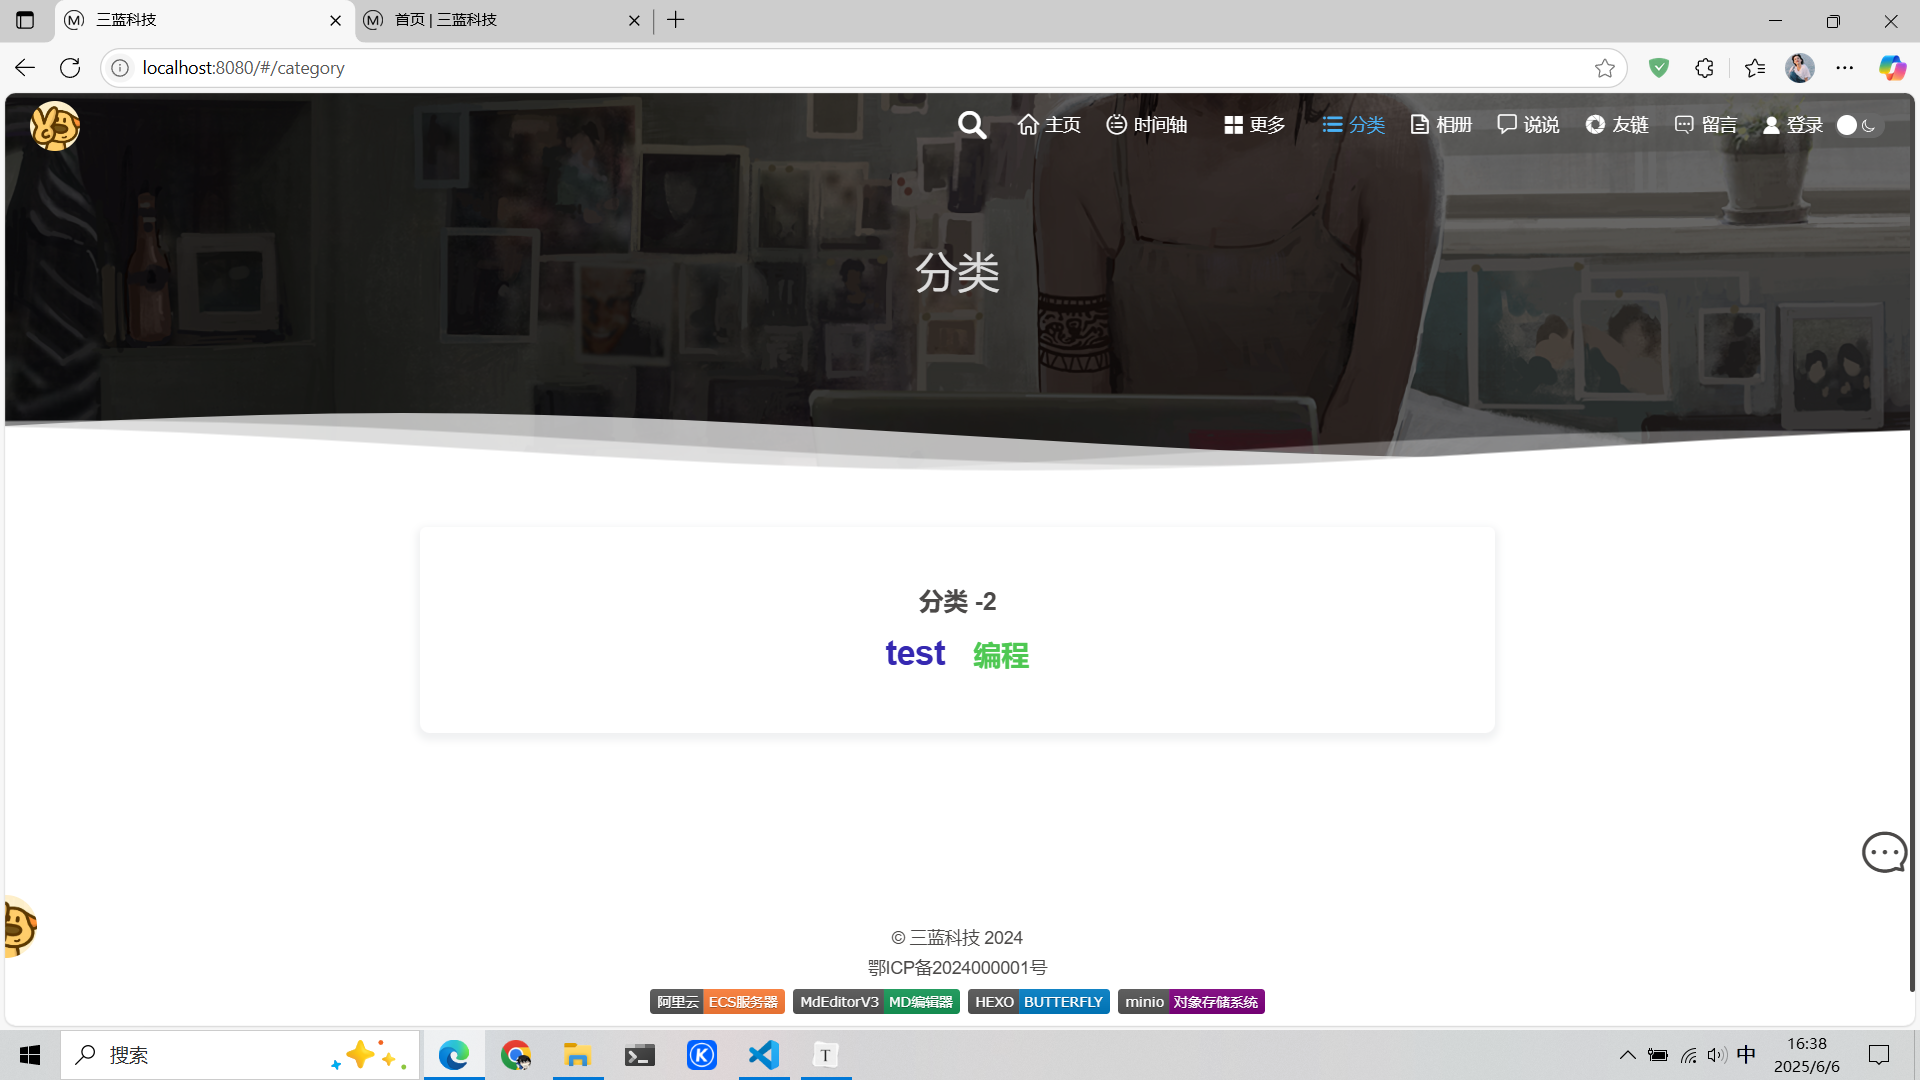 三蓝科技
首页 | 三蓝科技
localhost:8080/#/category
主页
时间轴
更多
分类
相册
说说
友链
留言
登录
分类
分类 -2
test 编程
© 三蓝科技 2024
鄂ICP备2024000001号
阿里云 ECS服务器 MdEditorV3 MD编辑器 HEXO BUTTERFLY minio 对象存储系统
搜索
T
中
16:38
2025/6/6